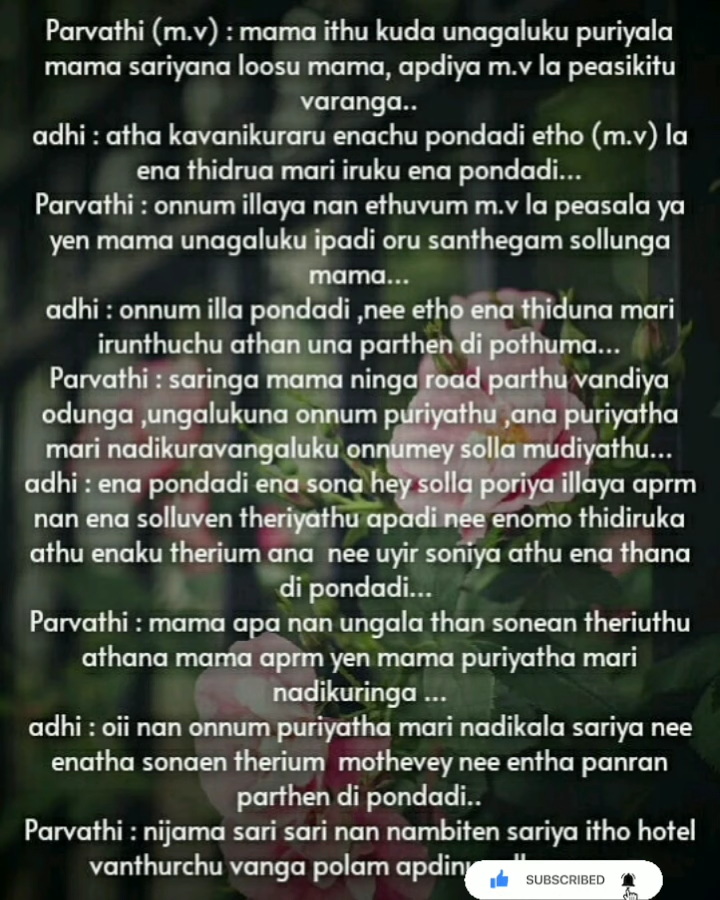 Parvathi (m.v) : mama ithu kuda unagaluku puriyala
mama sariyana loosu mama, apdiya m.v la peasikitu
varanga..
adhi : atha kavanikuraru enachu pondadi etho (m.v) la
ena thidrua mari iruku ena pondadi...
Parvathi : onnum illaya nan ethuvum m.v la peasala ya
yen mama unagaluku ipadi oru santhegam sollunga
mama...
adhi : onnum illa pondadi ,nee etho ena thiduna mari
irunthuchu athan una parthen di pothuma...
Parvathi : saringa mama ninga road parthu vandiya
odunga ,ungalukuna onnum puriyathu ,ana puriyatha
mari nadikuravangaluku onnumey solla mudiyathu...
adhi : ena pondadi ena sona hey solla poriya illaya aprm
nan ena solluven theriyathu apadi nee enomo thidiruka
athu enaku therium ana  nee uyir soniya athu ena thana
di pondadi...
Parvathi : mama apa nan ungala than sonean theriuthu
athana mama aprm yen mama puriyatha mari
nadikuringa ...
adhi : oii nan onnum puriyatha mari nadikala sariya nee
enatha sonaen therium  mothevey nee entha panran
parthen di pondadi..
Parvathi : nijama sari sari nan nambiten sariya itho hotel
vanthurchu vanga polam
SUBSCRIBED